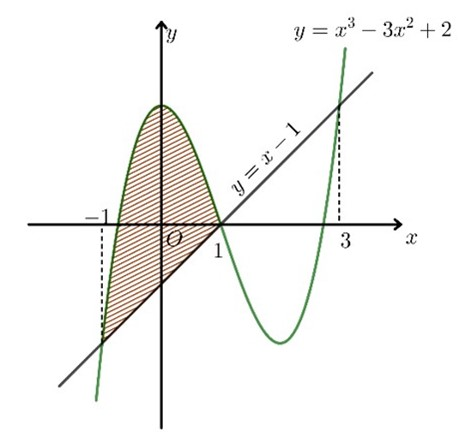 y = x³ − 3x² + 2
y
y = x − 1
−1
O
1
3
x